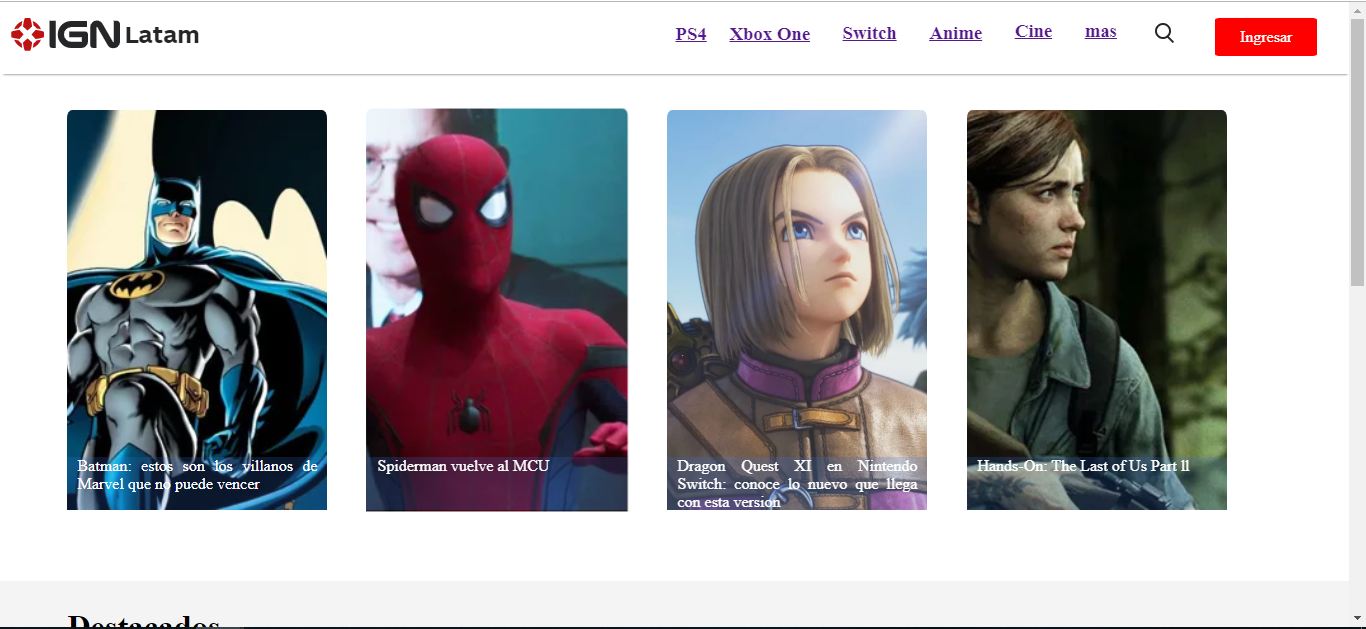 IGN Latam
PS4 Xbox One Switch Anime Cine mas Ingresar
Batman: estos son los villanos de
Marvel que no puede vencer
Spiderman vuelve al MCU
Dragon Quest XI en Nintendo
Switch: conoce lo nuevo que llega
con esta version
Hands-On: The Last of Us Part ll
Destacados